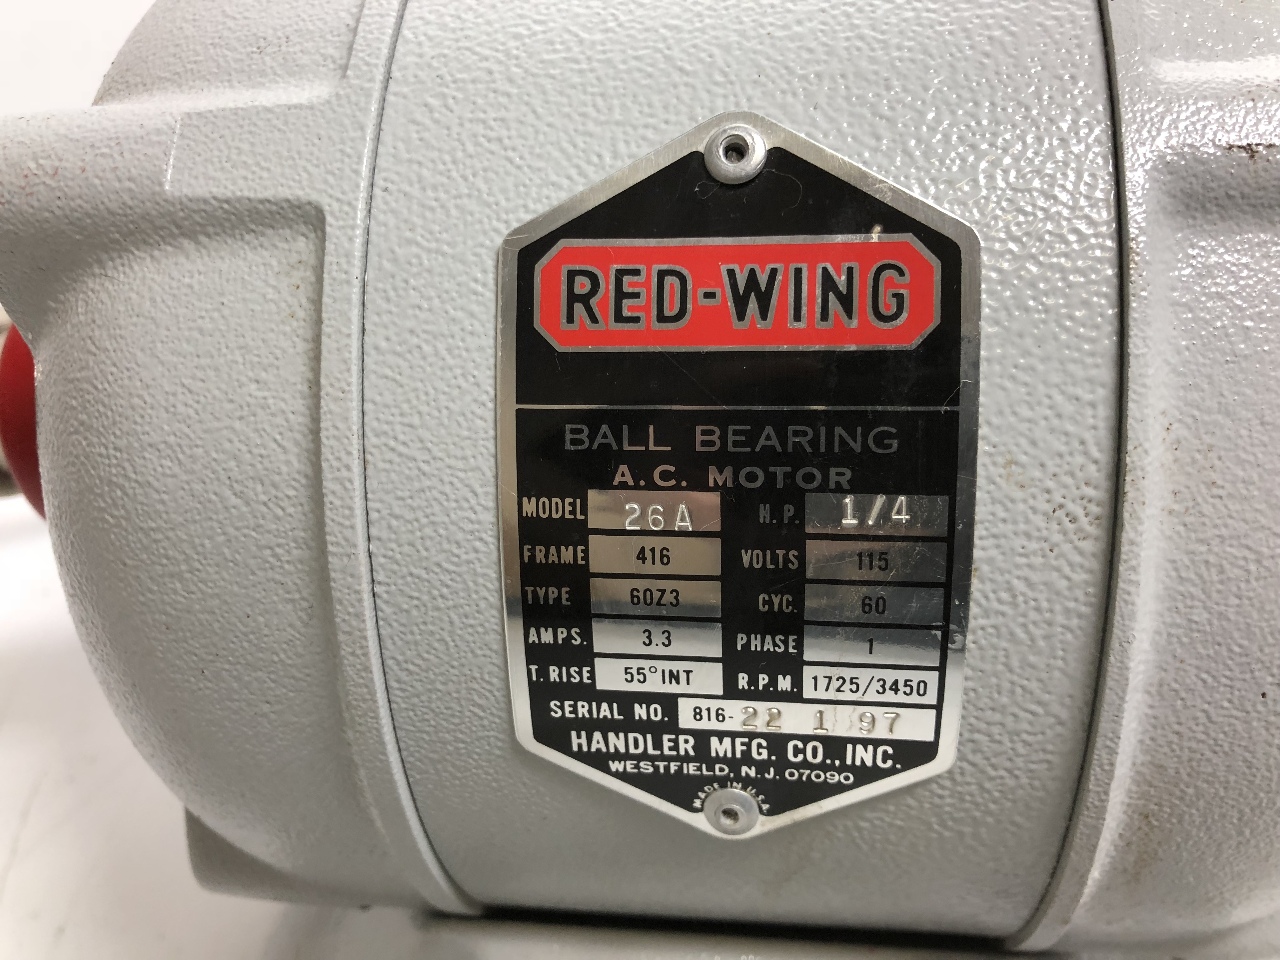 RED-WING
BALL BEARING
A.C. MOTOR
MODEL 26A H.P. 1/4
FRAME 416 VOLTS 115
TYPE 60Z3 CYC. 60
AMPS. 3.3 PHASE 1
T. RISE 55° INT R.P.M. 1725/3450
SERIAL NO. 816-22 1 97
HANDLER MFG. CO., INC.
WESTFIELD, N.J. 07090
MADE IN U.S.A.